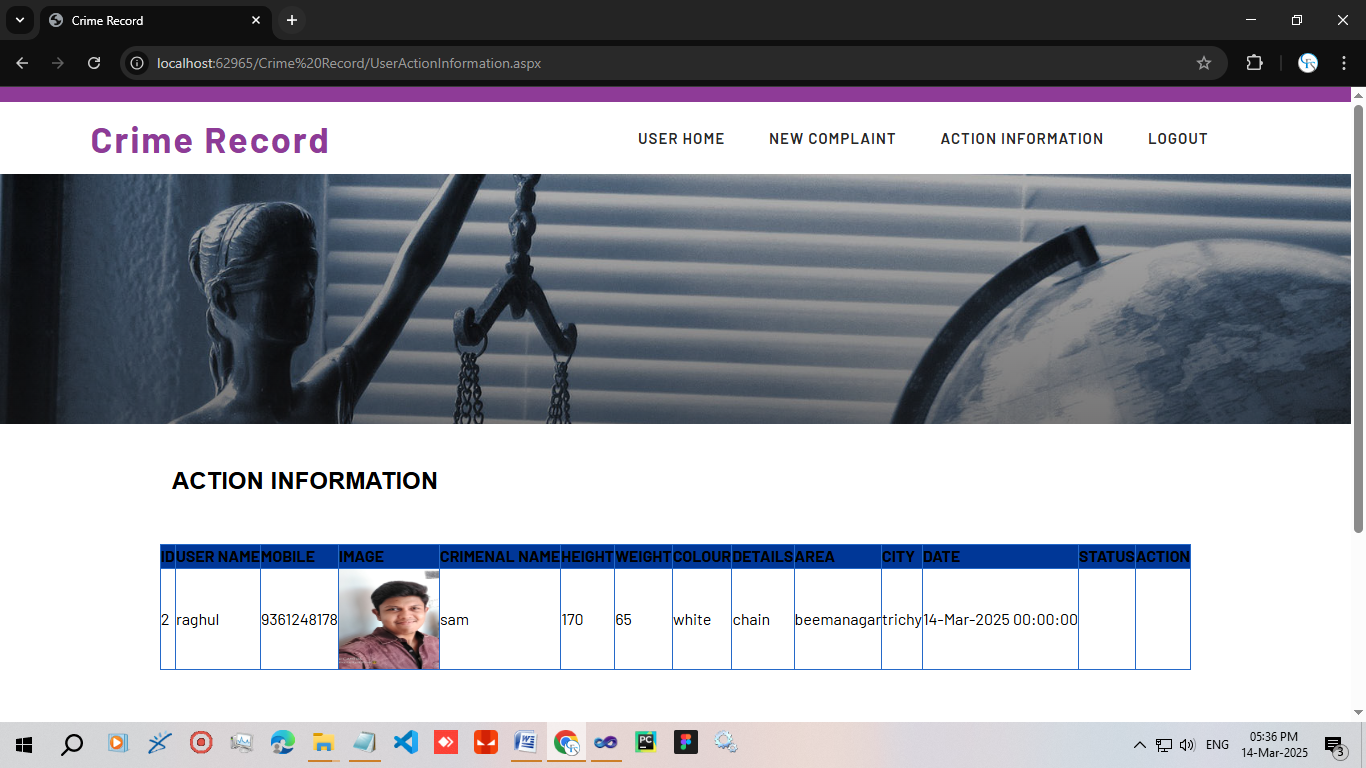 Crime Record
localhost:62965/Crime%20Record/UserActionInformation.aspx
Crime Record
USER HOME NEW COMPLAINT ACTION INFORMATION LOGOUT
ACTION INFORMATION
ID USER NAME MOBILE IMAGE CRIMENAL NAME HEIGHT WEIGHT COLOUR DETAILS AREA CITY DATE STATUS ACTION
2 raghul 9361248178 sam 170 65 white chain beemanagar trichy 14-Mar-2025 00:00:00
ENG
05:36 PM
14-Mar-2025
3